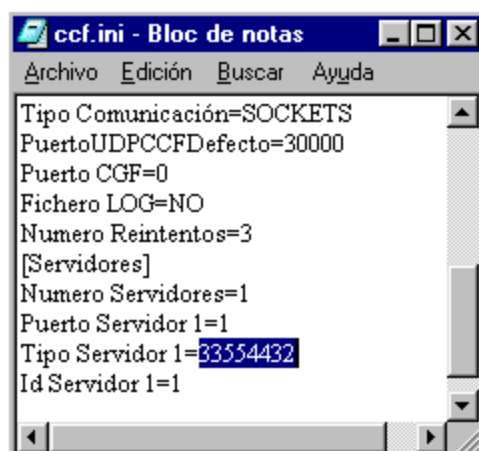 ccf.ini - Bloc de notas
Archivo Edición Buscar Ayuda
Tipo Comunicación=SOCKETS
PuertoUDPCCFDefecto=30000
Puerto CGF=0
Fichero LOG=NO
Numero Reintentos=3
[Servidores]
Numero Servidores=1
Puerto Servidor 1=1
Tipo Servidor 1=33554432
Id Servidor 1=1